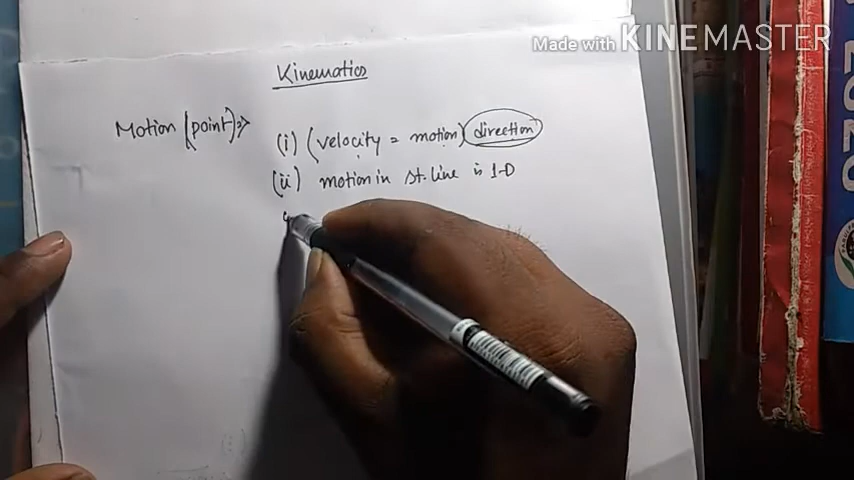 Made with KINEMASTER
Kinematics
Motion (point) => (i) (velocity = motion) direction
(ii) motion in st. line is 1-D